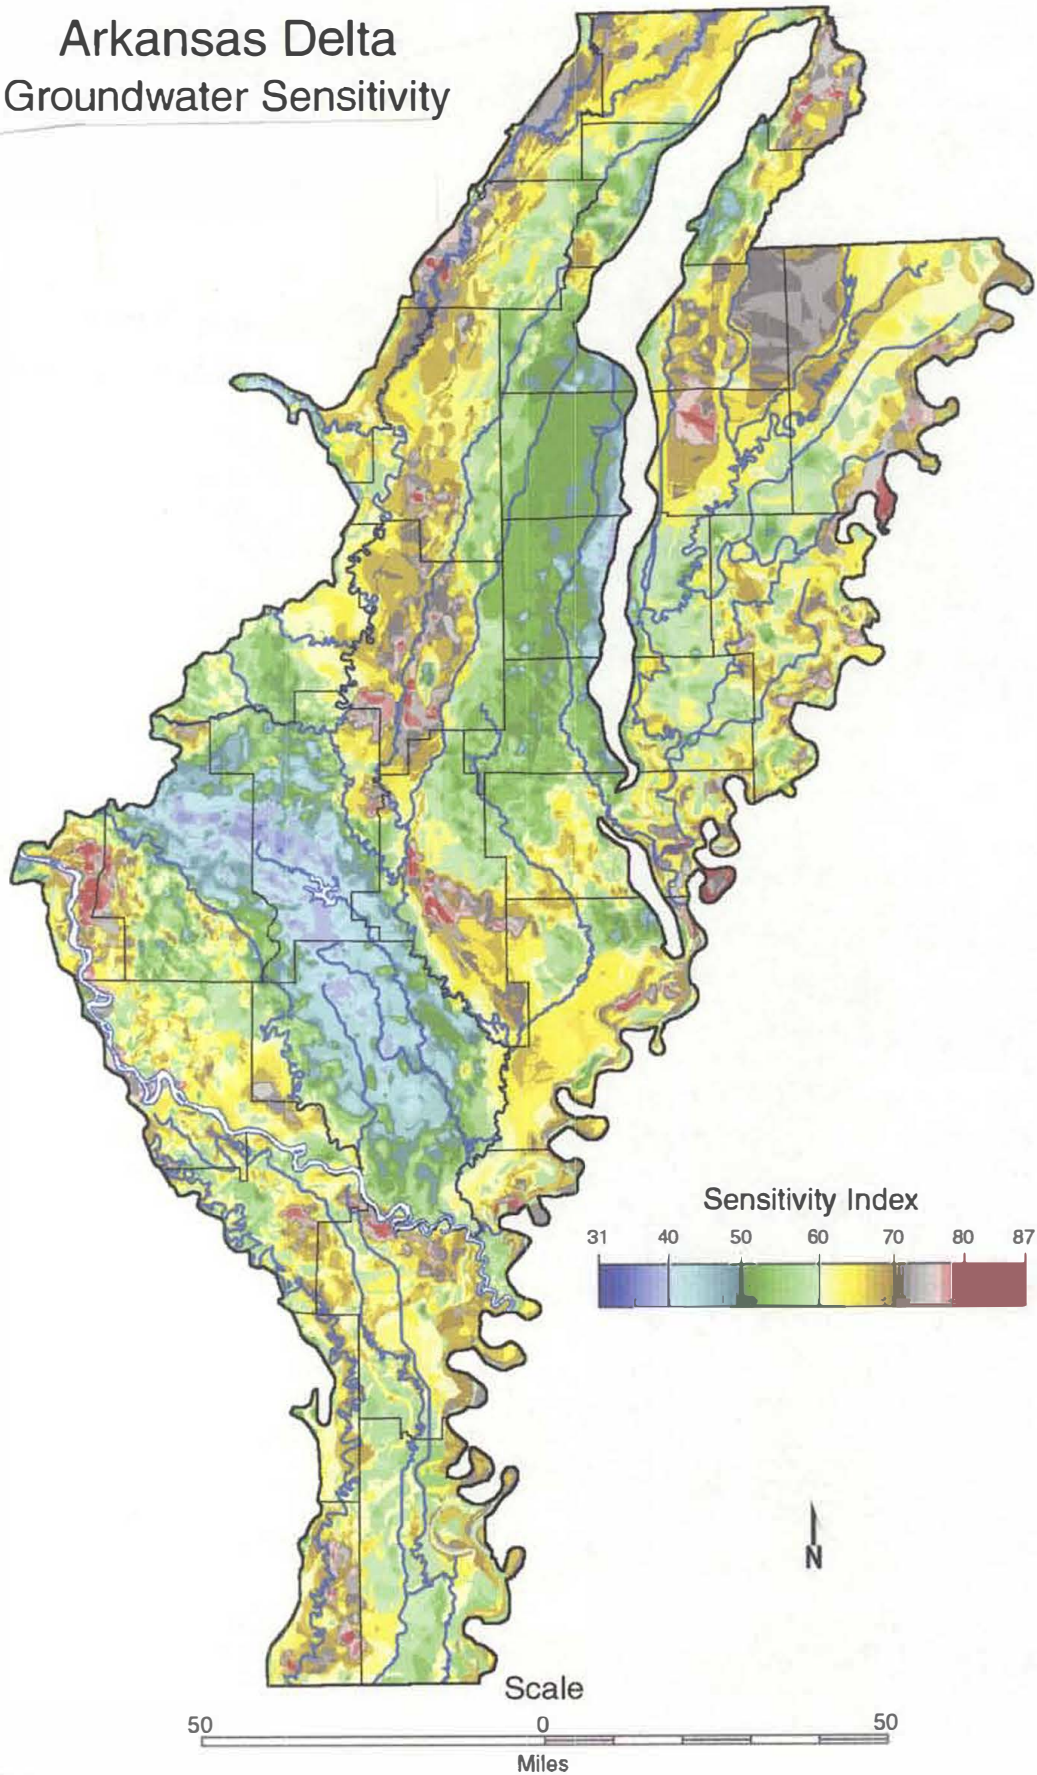 Arkansas Delta
Groundwater Sensitivity
Sensitivity Index
31 40 50 60 70 80 87
N
Scale
50 0 50
Miles